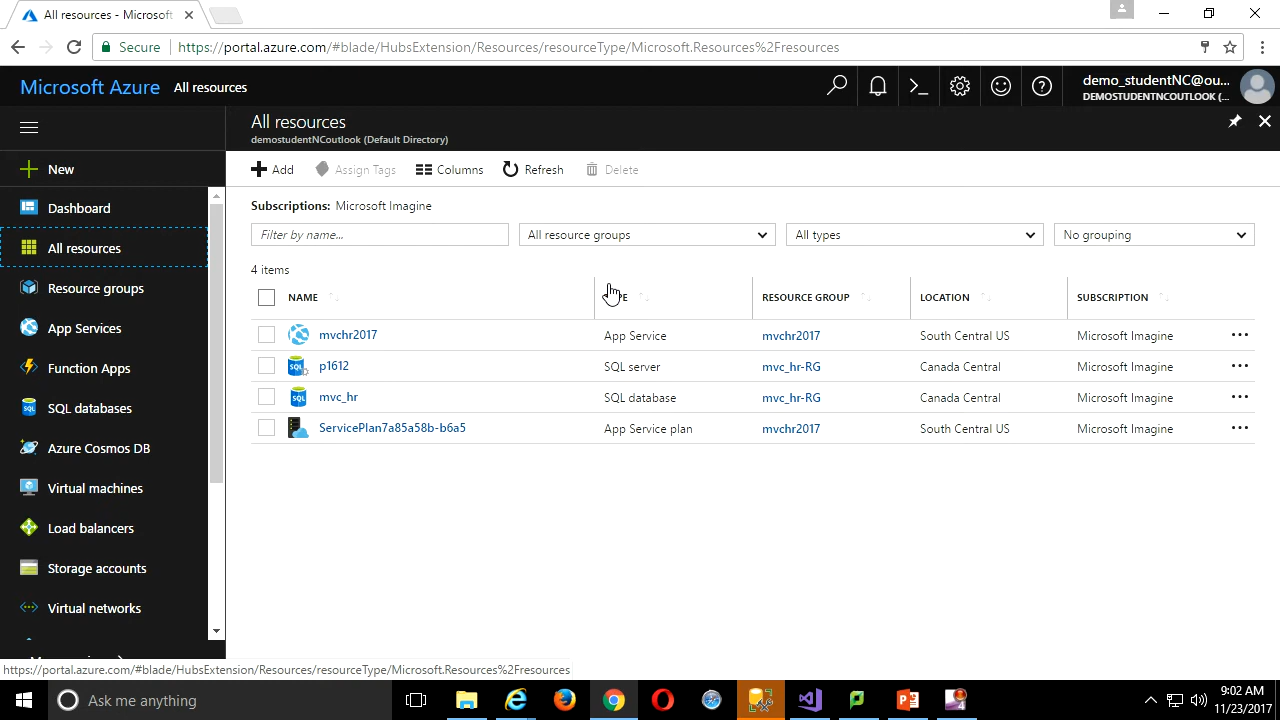 All resources - Microsoft
Secure
https://portal.azure.com/#blade/HubsExtension/Resources/resourceType/Microsoft.Resources%2Fresources
Microsoft Azure
All resources
demo_studentNC@ou...
DEMOSTUDENTNCOUTLOOK (...
New
Dashboard
All resources
Resource groups
App Services
Function Apps
SQL databases
Azure Cosmos DB
Virtual machines
Load balancers
Storage accounts
Virtual networks
All resources
demostudentNCoutlook (Default Directory)
Add Assign Tags Columns Refresh Delete
Subscriptions: Microsoft Imagine
Filter by name... All resource groups All types No grouping
4 items
NAME RESOURCE GROUP LOCATION SUBSCRIPTION
mvchr2017 App Service mvchr2017 South Central US Microsoft Imagine
SQL p1612 SQL server mvc_hr-RG Canada Central Microsoft Imagine
SQL mvc_hr SQL database mvc_hr-RG Canada Central Microsoft Imagine
ServicePlan7a85a58b-b6a5 App Service plan mvchr2017 South Central US Microsoft Imagine
https://portal.azure.com/#blade/HubsExtension/Resources/resourceType/Microsoft.Resources%2Fresources
Ask me anything
9:02 AM
11/23/2017